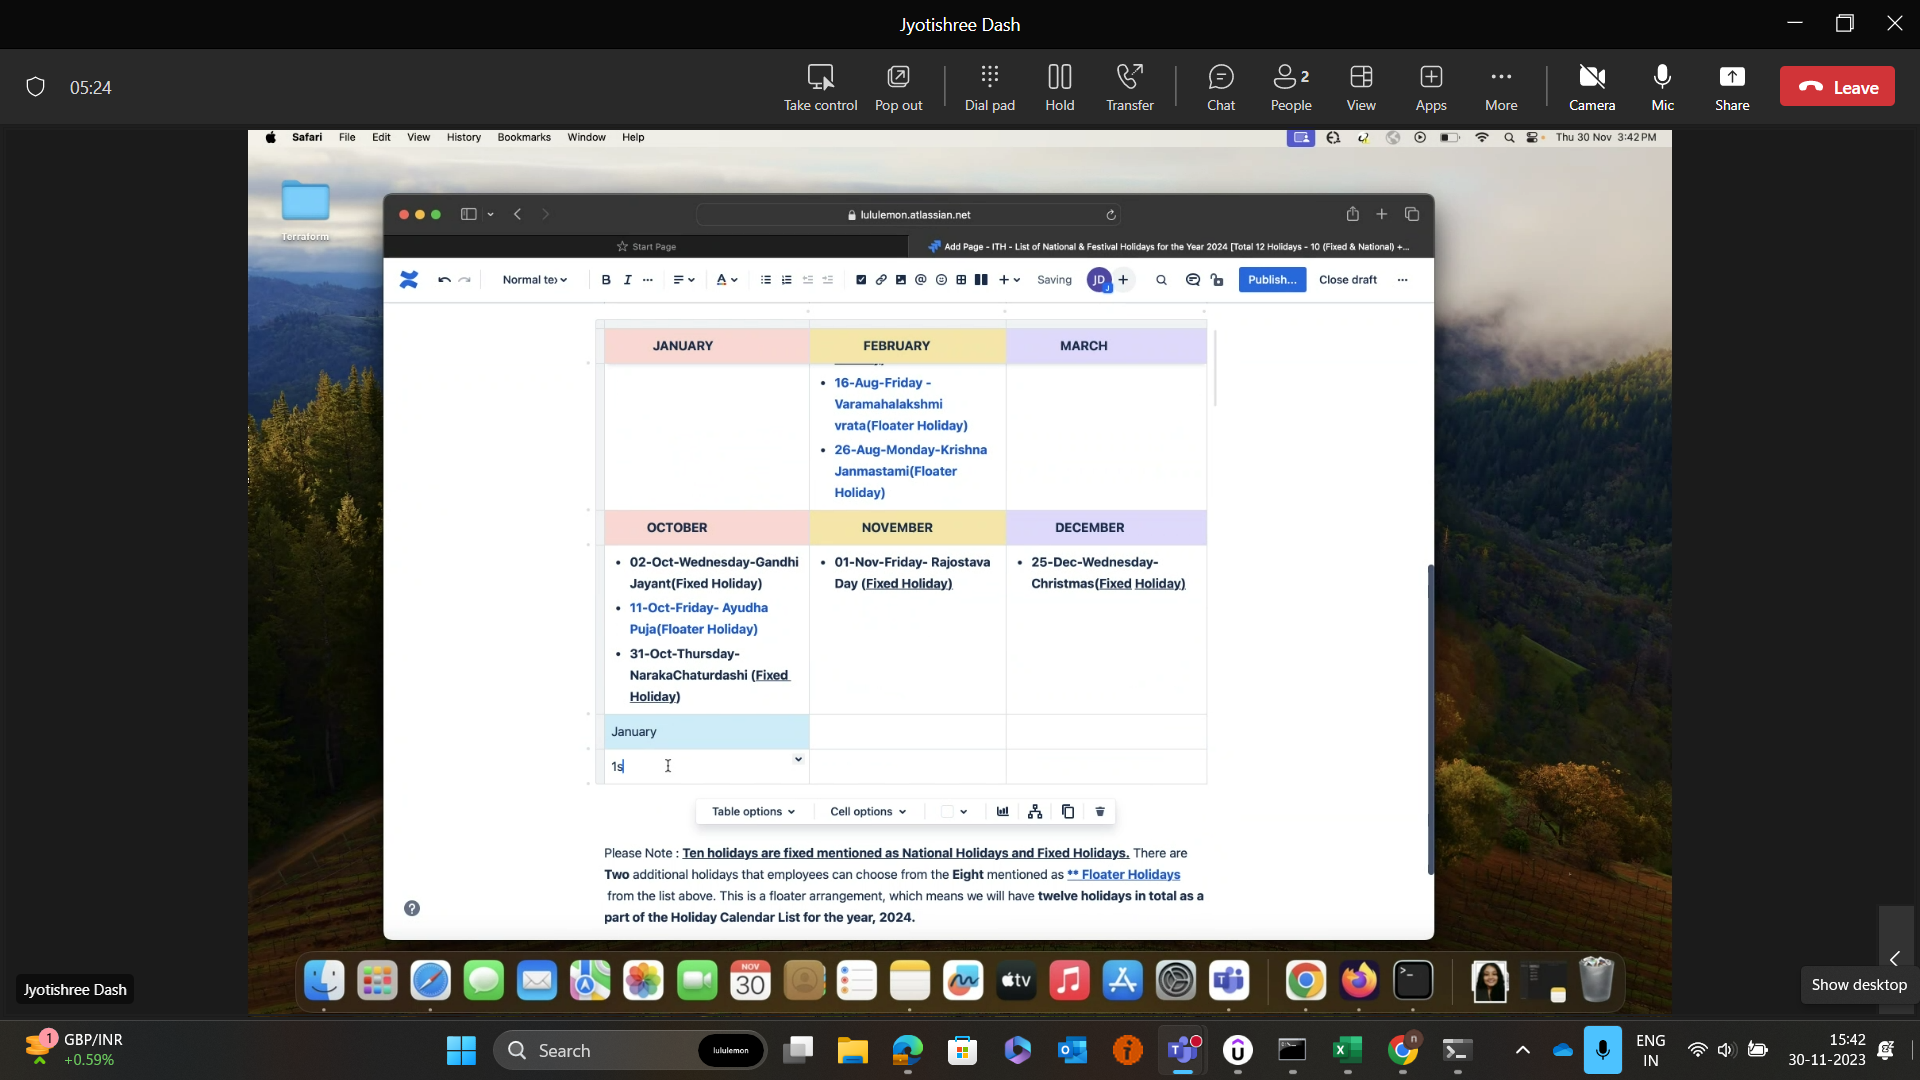 Jyotishree Dash
05:24
Take control
Pop out
Dial pad
Hold
Transfer
Chat
2
People
View
Apps
More
Camera
Mic
Share
Leave
Safari File Edit View History Bookmarks Window Help
Thu 30 Nov 3:42 PM
Terraform
lululemon.atlassian.net
Start Page
Add Page - ITH - List of National & Festival Holidays for the Year 2024 [Total 12 Holidays - 10 (Fixed & National) +...
Normal tex
B I
A
Saving
JD
J
Publish...
Close draft
JANUARY FEBRUARY MARCH
16-Aug-Friday -
Varamahalakshmi
vrata(Floater Holiday)
26-Aug-Monday-Krishna
Janmastami(Floater
Holiday)
OCTOBER NOVEMBER DECEMBER
02-Oct-Wednesday-Gandhi
Jayant(Fixed Holiday)
11-Oct-Friday- Ayudha
Puja(Floater Holiday)
31-Oct-Thursday-
NarakaChaturdashi (Fixed
Holiday)
01-Nov-Friday- Rajostava
Day (Fixed Holiday)
25-Dec-Wednesday-
Christmas(Fixed Holiday)
January
1s
Table options
Cell options
Please Note : Ten holidays are fixed mentioned as National Holidays and Fixed Holidays. There are
Two additional holidays that employees can choose from the Eight mentioned as ** Floater Holidays
from the list above. This is a floater arrangement, which means we will have twelve holidays in total as a
part of the Holiday Calendar List for the year, 2024.
?
NOV
30
tv
Jyotishree Dash
Show desktop
1
GBP/INR
+0.59%
Search
lululemon
n
ENG
IN
15:42
30-11-2023